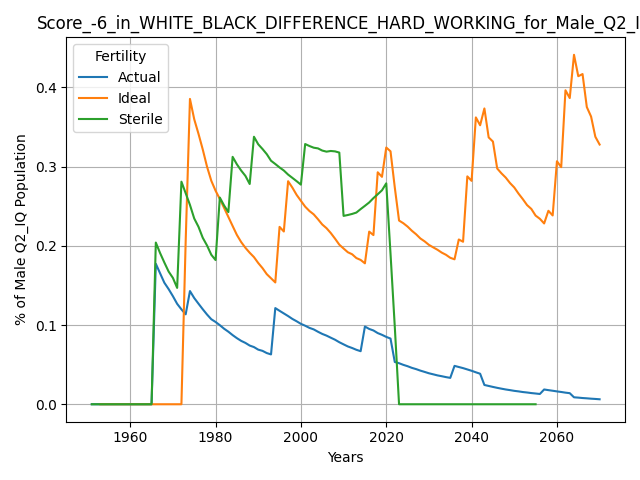 Score_-6_in_WHITE_BLACK_DIFFERENCE_HARD_WORKING_for_Male_Q2_I
Fertility
Actual
Ideal
Sterile
% of Male Q2_IQ Population
0.4
0.3
0.2
0.1
0.0
1960 1980 2000 2020 2040 2060
Years